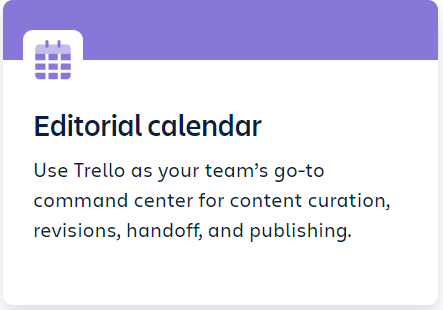 Editorial calendar
Use Trello as your team’s go-to
command center for content curation,
revisions, handoff, and publishing.